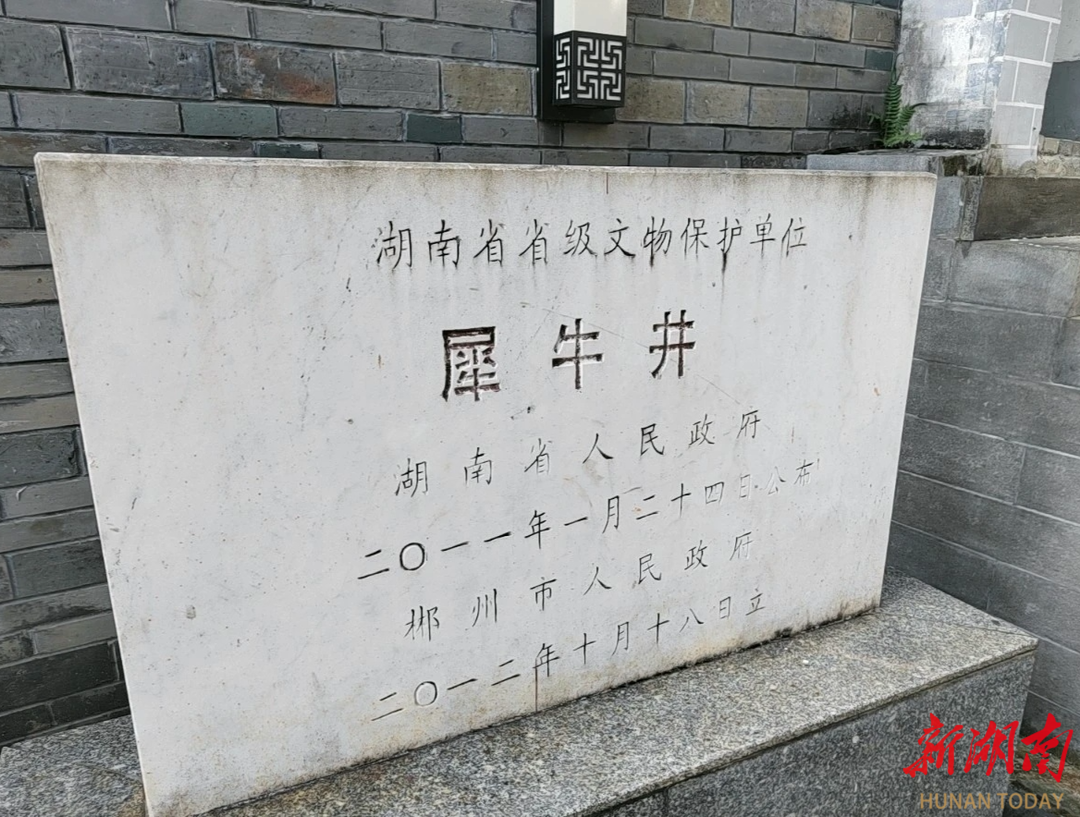 湖南省省级文物保护单位
犀牛井
湖南省人民政府
二〇一一年一月二十四日公布
郴州市人民政府
二〇一二年十月十八日立
新湖南
HUNAN TODAY